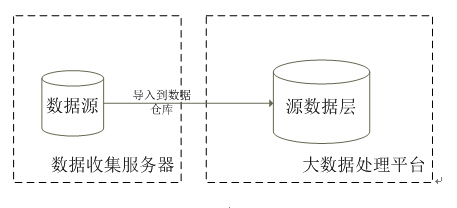 导入到数据
仓库
数据源
源数据层
数据收集服务器
大数据处理平台